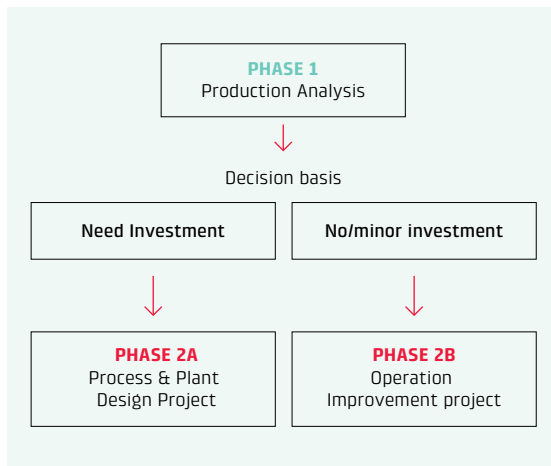 PHASE 1
Production Analysis
Decision basis
Need Investment
No/minor investment
PHASE 2A
Process & Plant
Design Project
PHASE 2B
Operation
Improvement project